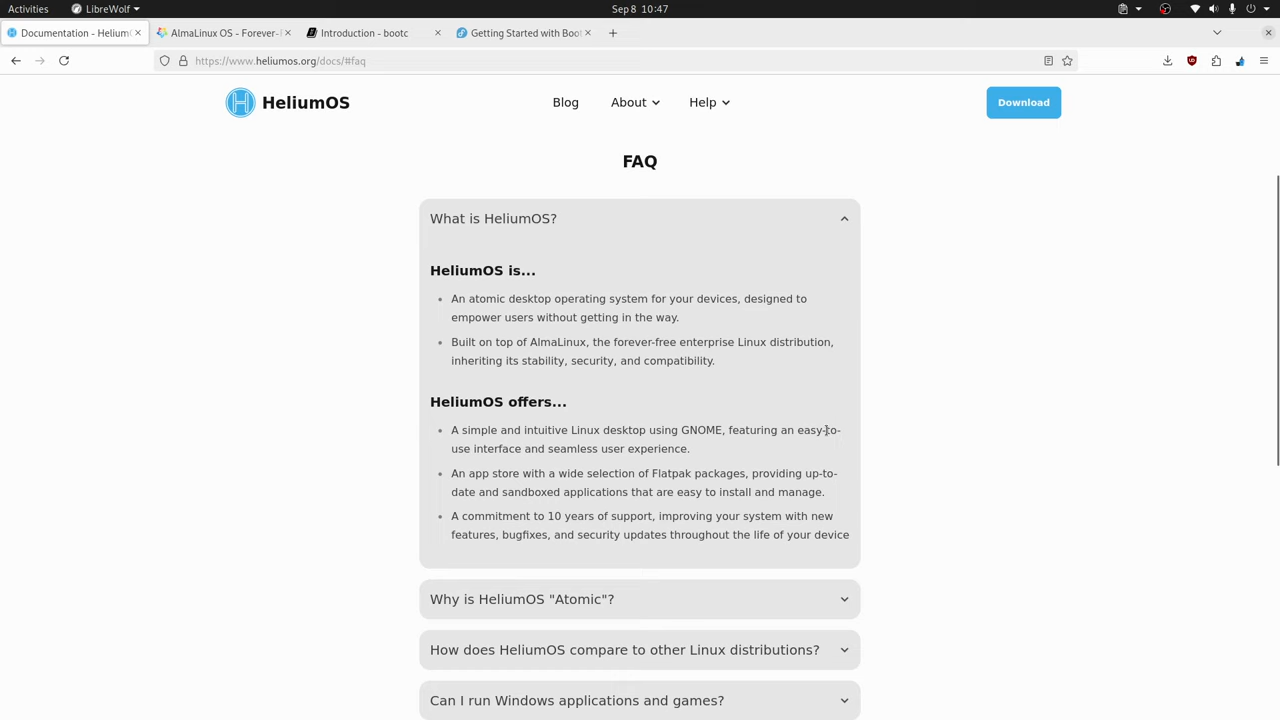 Activities
LibreWolf
Sep 8 10:47
Documentation - Helium
AlmaLinux OS - Forever-
Introduction - bootc
Getting Started with Boot
https://www.heliumos.org/docs/#faq
HeliumOS
Blog
About
Help
Download
FAQ
What is HeliumOS?
HeliumOS is...
• An atomic desktop operating system for your devices, designed to
empower users without getting in the way.
• Built on top of AlmaLinux, the forever-free enterprise Linux distribution,
inheriting its stability, security, and compatibility.
HeliumOS offers...
• A simple and intuitive Linux desktop using GNOME, featuring an easy-to-
use interface and seamless user experience.
• An app store with a wide selection of Flatpak packages, providing up-to-
date and sandboxed applications that are easy to install and manage.
• A commitment to 10 years of support, improving your system with new
features, bugfixes, and security updates throughout the life of your device
Why is HeliumOS "Atomic"?
How does HeliumOS compare to other Linux distributions?
Can I run Windows applications and games?